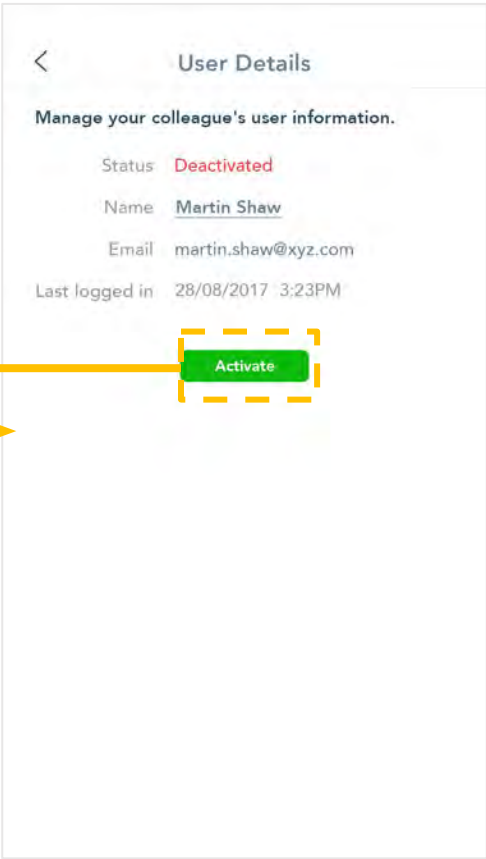 User Details
Manage your colleague's user information.
Status Deactivated
Name Martin Shaw
Email martin.shaw@xyz.com
Last logged in 28/08/2017 3:23PM
Activate